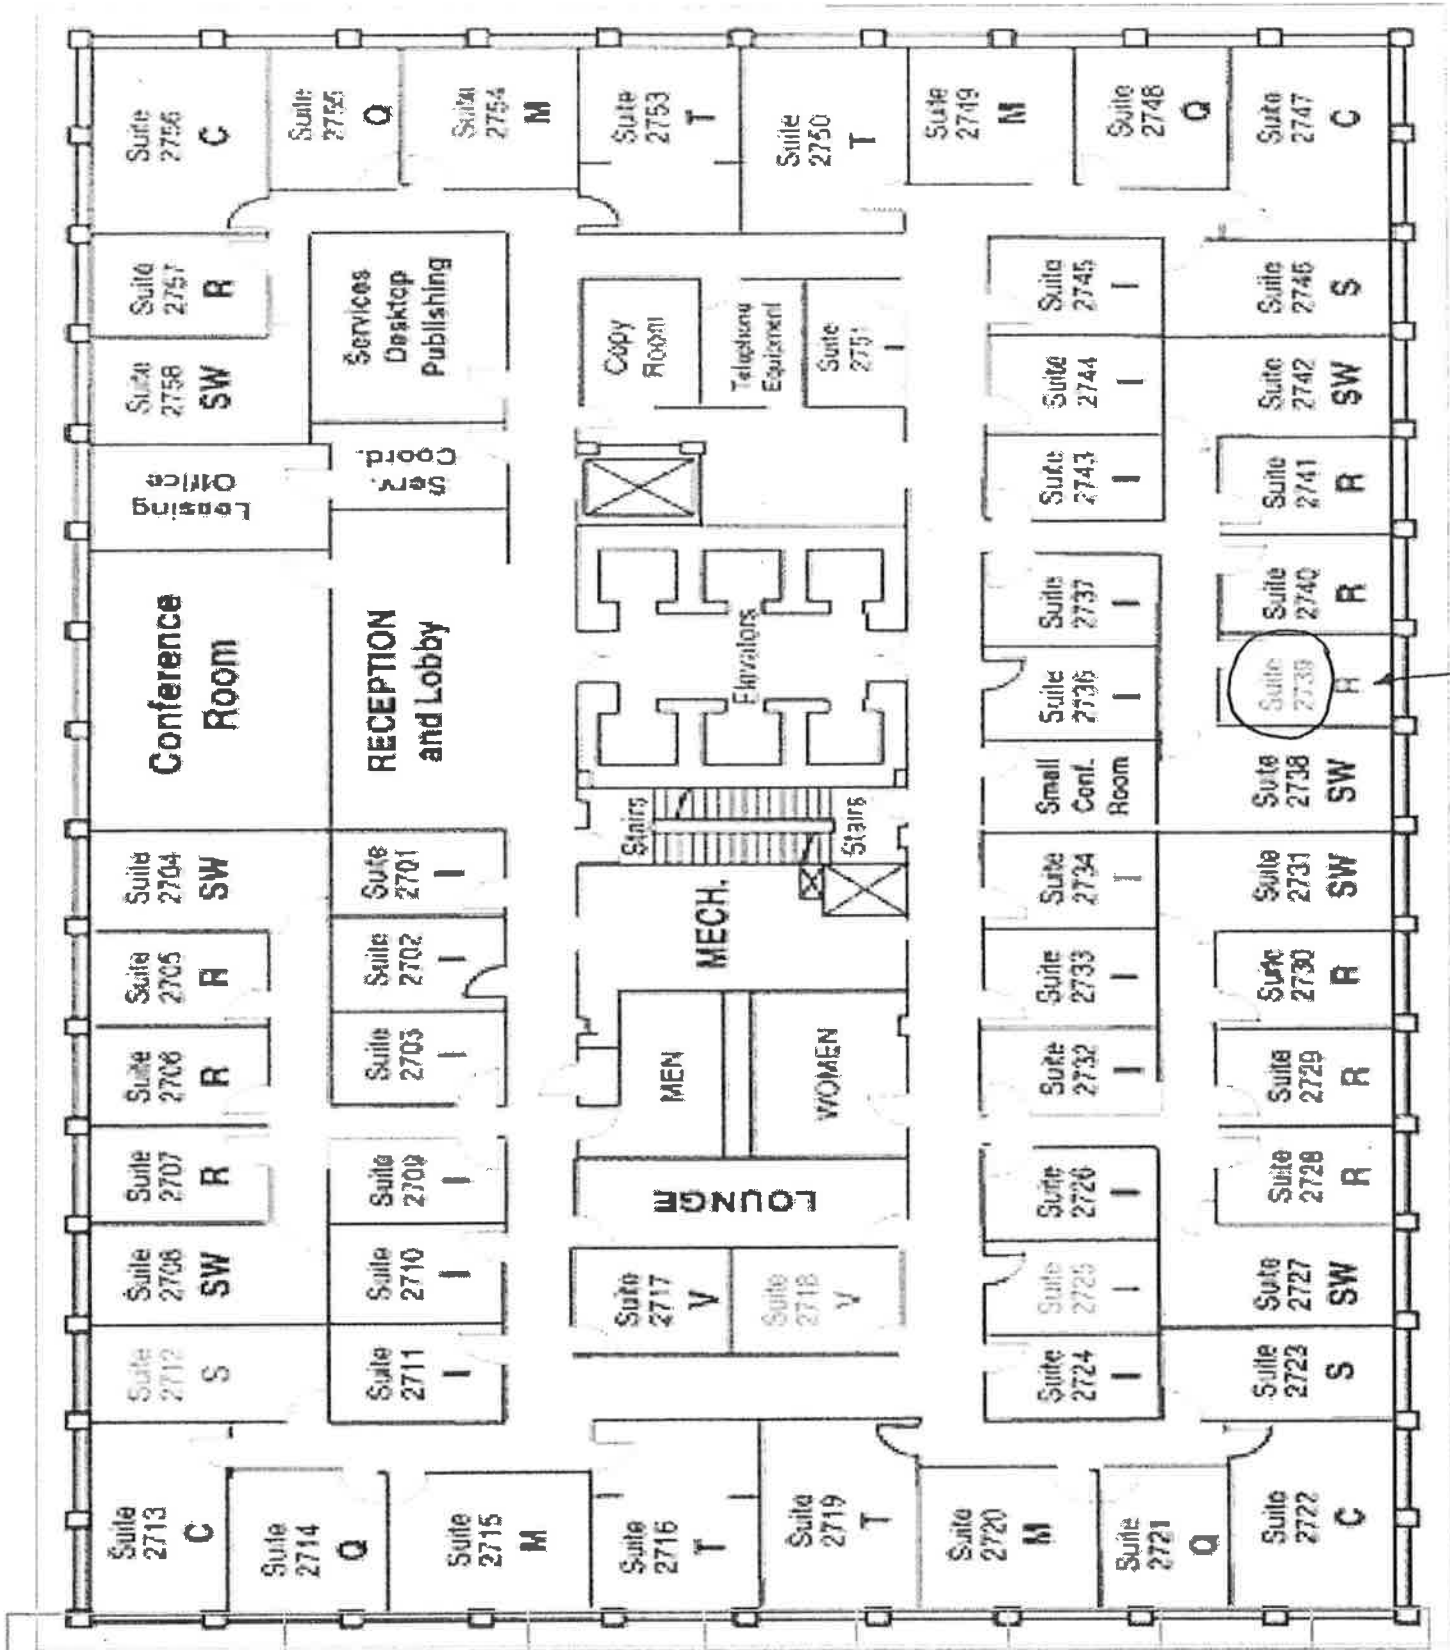 Suite
2756
C
Suite
2755
Q
Suite
2754
M
Suite
2753
T
Suite
2750
T
Suite
2749
M
Suite
2748
Q
Suite
2747
C
Suite
2757
R
Services
Desktop
Publishing
Copy
Room
Telephony
Equipment
Suite
2751
I
Suite
2745
I
Suite
2746
S
Suite
2758
SW
Suite
2744
I
Suite
2742
SW
Leasing
Office
Serv.
Coord.
Suite
2743
I
Suite
2741
R
Conference
Room
RECEPTION
and Lobby
Elevators
Suite
2737
I
Suite
2740
R
Suite
2736
I
Suite
2739
R
Small
Conf.
Room
Suite
2738
SW
Stairs
Stairs
Suite
2704
SW
Suite
2701
I
MECH.
Suite
2734
I
Suite
2731
SW
Suite
2705
R
Suite
2702
I
Suite
2733
I
Suite
2730
R
Suite
2706
R
Suite
2703
I
MEN
WOMEN
Suite
2732
I
Suite
2729
R
Suite
2707
R
Suite
2709
I
LOUNGE
Suite
2726
I
Suite
2728
R
Suite
2708
SW
Suite
2710
I
Suite
2717
V
Suite
2718
V
Suite
2725
I
Suite
2727
SW
Suite
2712
S
Suite
2711
I
Suite
2724
I
Suite
2723
S
Suite
2713
C
Suite
2714
Q
Suite
2715
M
Suite
2716
T
Suite
2719
T
Suite
2720
M
Suite
2721
Q
Suite
2722
C